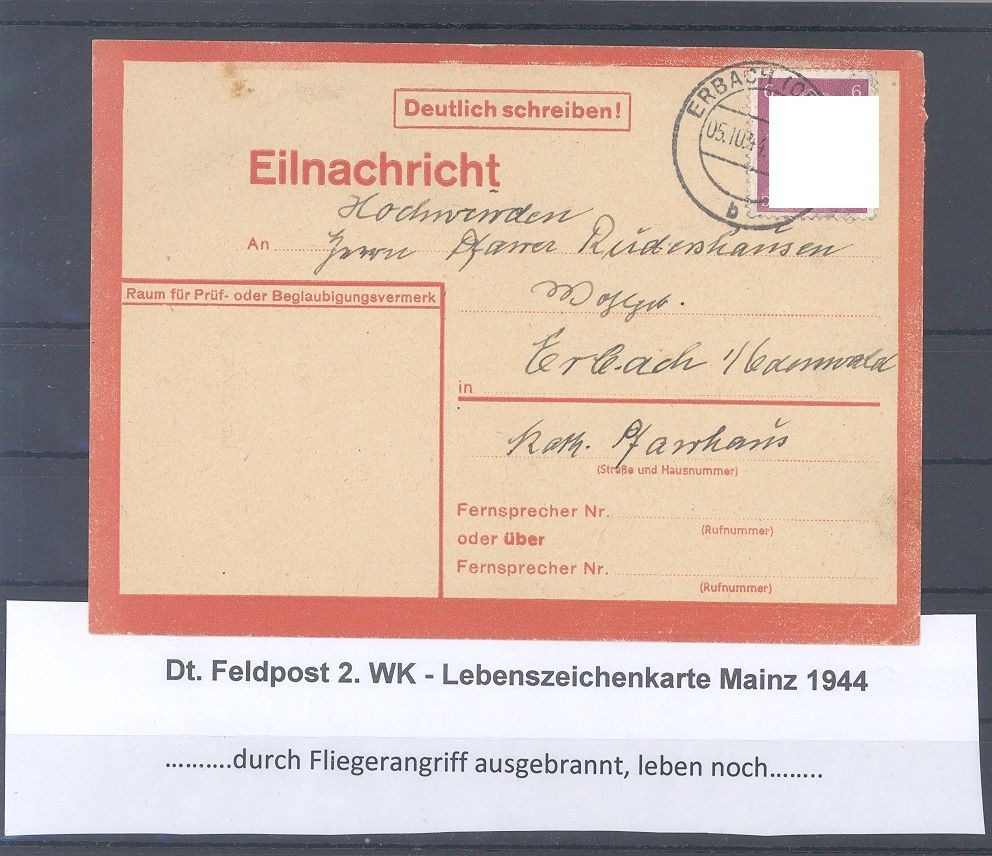 Deutlich schreiben!
ERBACH (O
05.10.44
b
6 6
Eilnachricht
Hochwürden
An Herrn Pfarrer Rudershausen
Raum für Prüf- oder Beglaubigungsvermerk
Erbach i/Odenwald
in
Kath. Pfarrhaus
(Straße und Hausnummer)
Fernsprecher Nr.
(Rufnummer)
oder über
Fernsprecher Nr.
(Rufnummer)
Dt. Feldpost 2. WK - Lebenszeichenkarte Mainz 1944
..........durch Fliegerangriff ausgebrannt, leben noch........